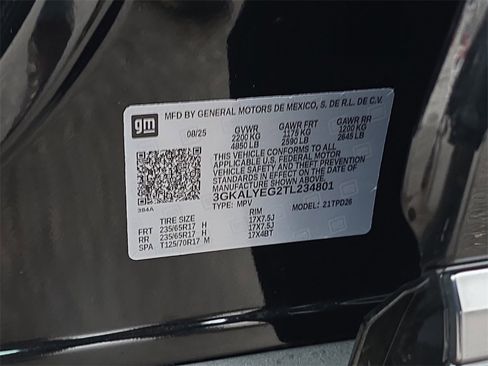 gm
MFD BY GENERAL MOTORS DE MEXICO, S. DE R.L. DE C.V.
08/25 GVWR GAWR FRT GAWR RR
2200 KG 1175 KG 1200 KG
4850 LB 2590 LB 2645 LB
THIS VEHICLE CONFORMS TO ALL
APPLICABLE U.S. FEDERAL MOTOR
VEHICLE SAFETY AND THEFT PREVENTION
STANDARDS IN EFFECT ON THE DATE OF
MANUFACTURE SHOWN ABOVE.
3GKALYEG2TL234801
384A TYPE: MPV MODEL: 21TPD26
TIRE SIZE RIM
FRT 235/65R17 H 17X7.5J
RR 235/65R17 H 17X7.5J
SPA T125/70R17 M 17X4BT